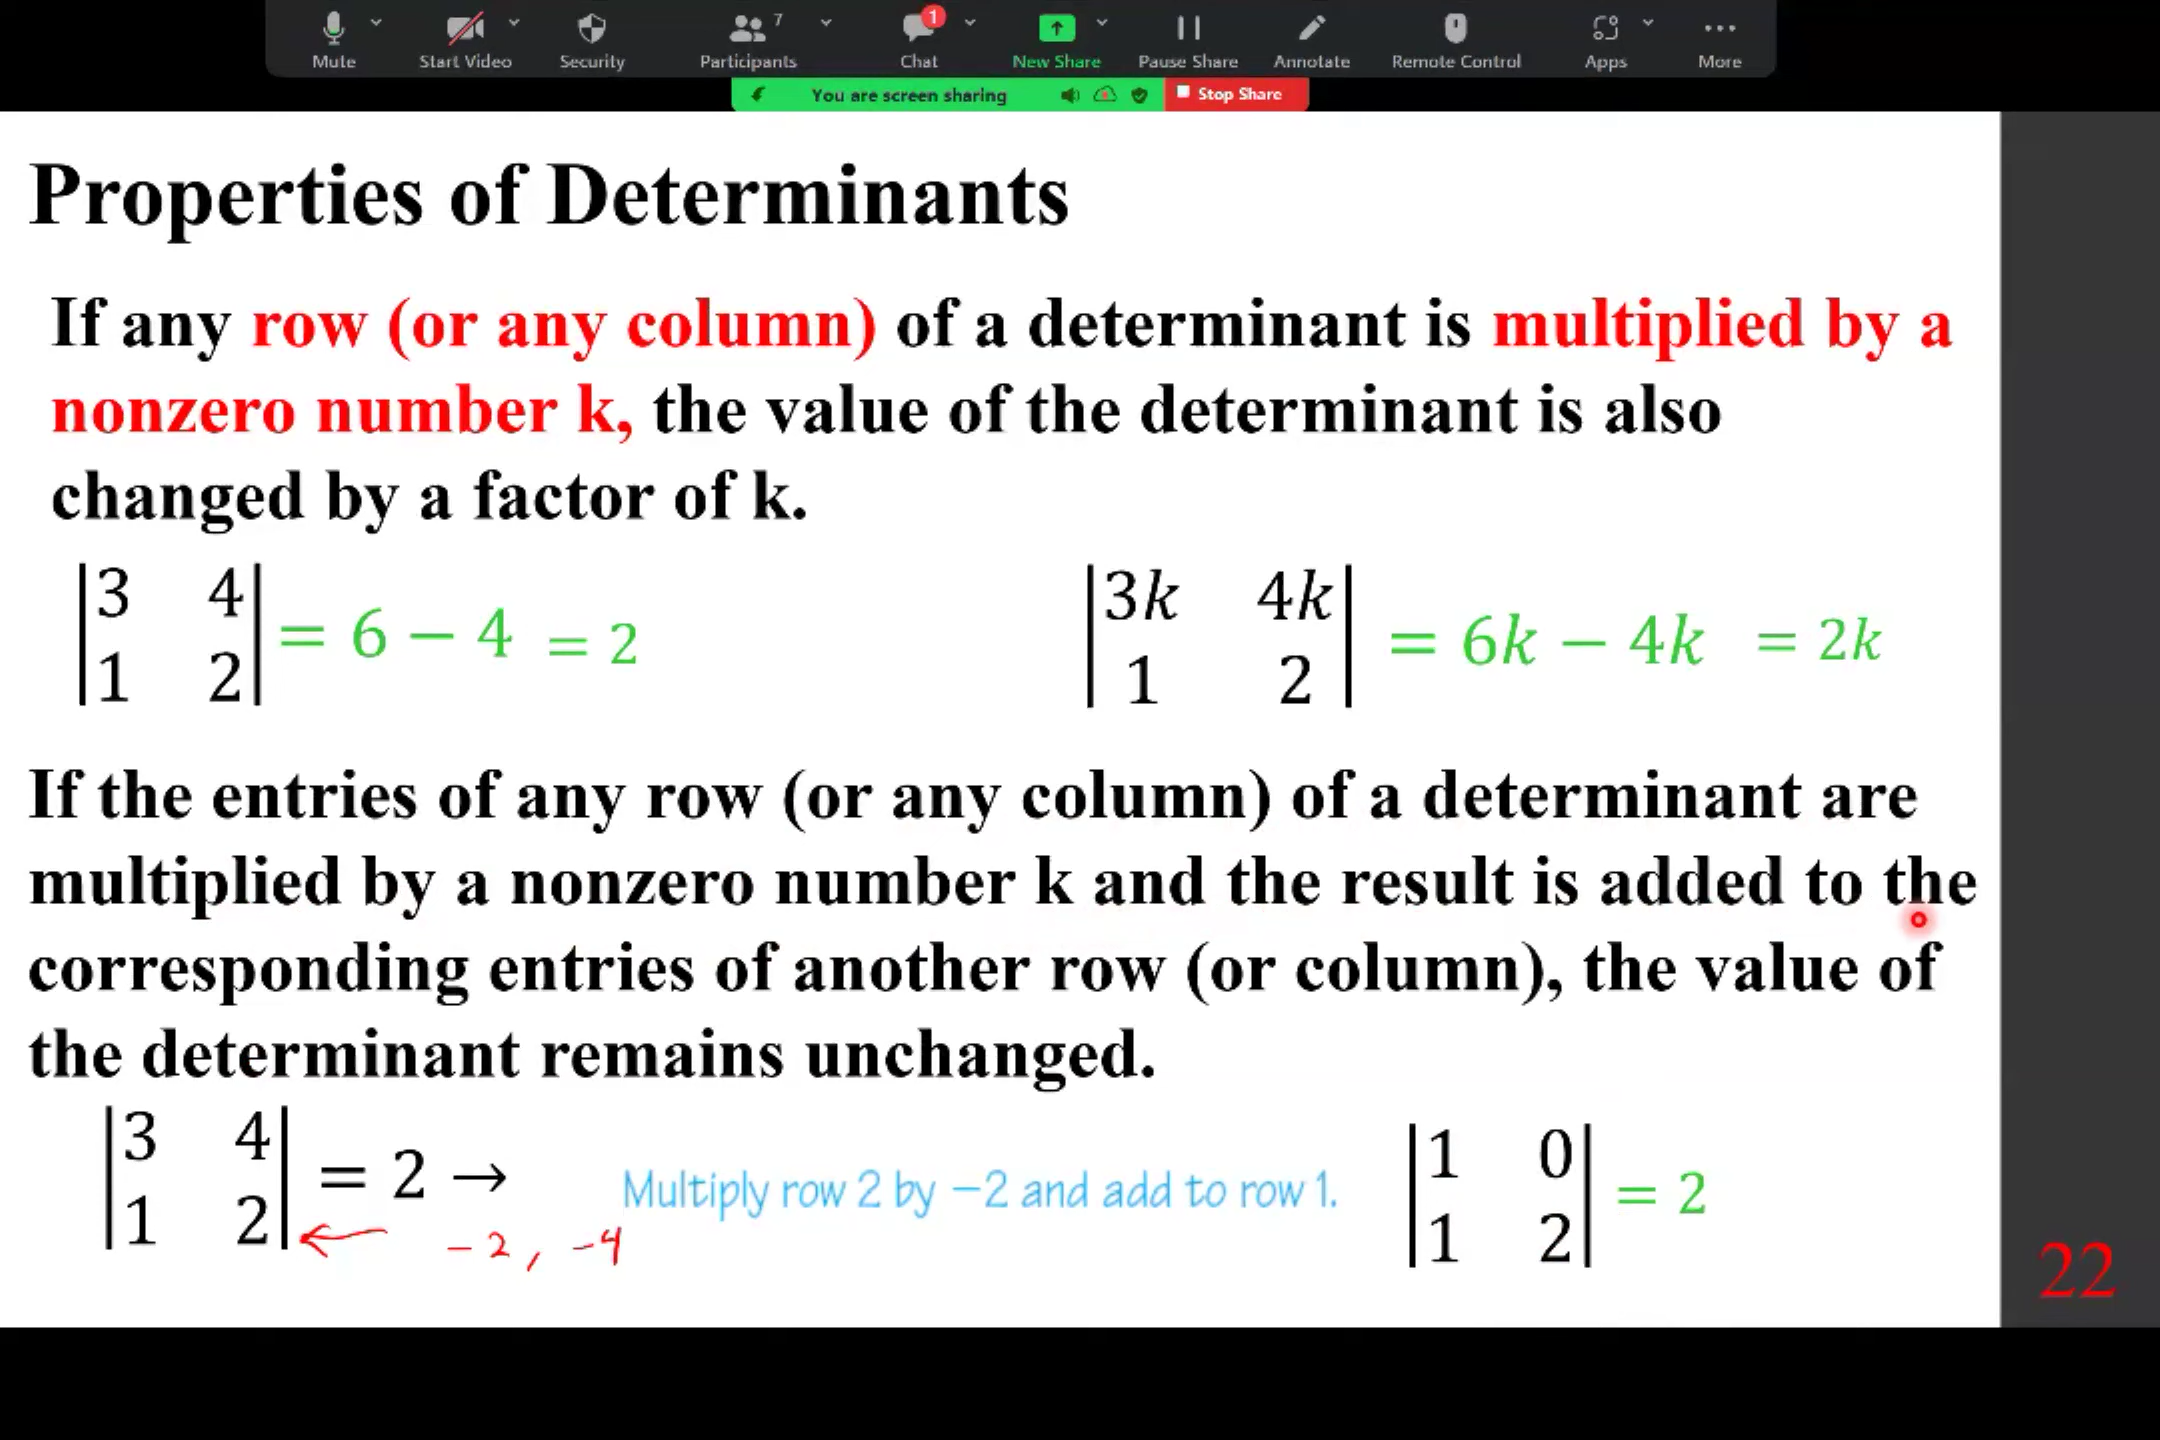 Mute Start Video Security Participants 7 Chat 1 New Share Pause Share Annotate Remote Control Apps More
You are screen sharing Stop Share
Properties of Determinants
If any row (or any column) of a determinant is multiplied by a
nonzero number k, the value of the determinant is also
changed by a factor of k.
|3 4| |3k 4k|
= 6 − 4 = 2 = 6k − 4k = 2k
|1 2| |1 2|
If the entries of any row (or any column) of a determinant are
multiplied by a nonzero number k and the result is added to the
corresponding entries of another row (or column), the value of
the determinant remains unchanged.
|3 4| |1 0|
= 2 → Multiply row 2 by −2 and add to row 1. = 2
|1 2| ← −2, −4 |1 2|
22